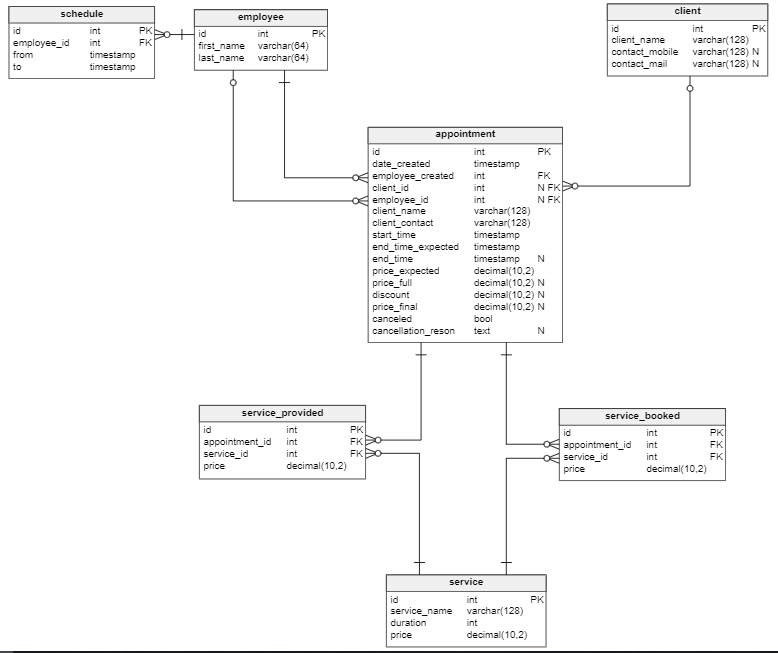 schedule
id int PK
employee_id int FK
from timestamp
to timestamp
employee
id int PK
first_name varchar(64)
last_name varchar(64)
client
id int PK
client_name varchar(128)
contact_mobile varchar(128) N
contact_mail varchar(128) N
appointment
id int PK
date_created timestamp
employee_created int FK
client_id int N FK
employee_id int N FK
client_name varchar(128)
client_contact varchar(128)
start_time timestamp
end_time_expected timestamp
end_time timestamp N
price_expected decimal(10,2)
price_full decimal(10,2) N
discount decimal(10,2) N
price_final decimal(10,2) N
canceled bool
cancellation_reson text N
service_provided
id int PK
appointment_id int FK
service_id int FK
price decimal(10,2)
service_booked
id int PK
appointment_id int FK
service_id int FK
price decimal(10,2)
service
id int PK
service_name varchar(128)
duration int
price decimal(10,2)